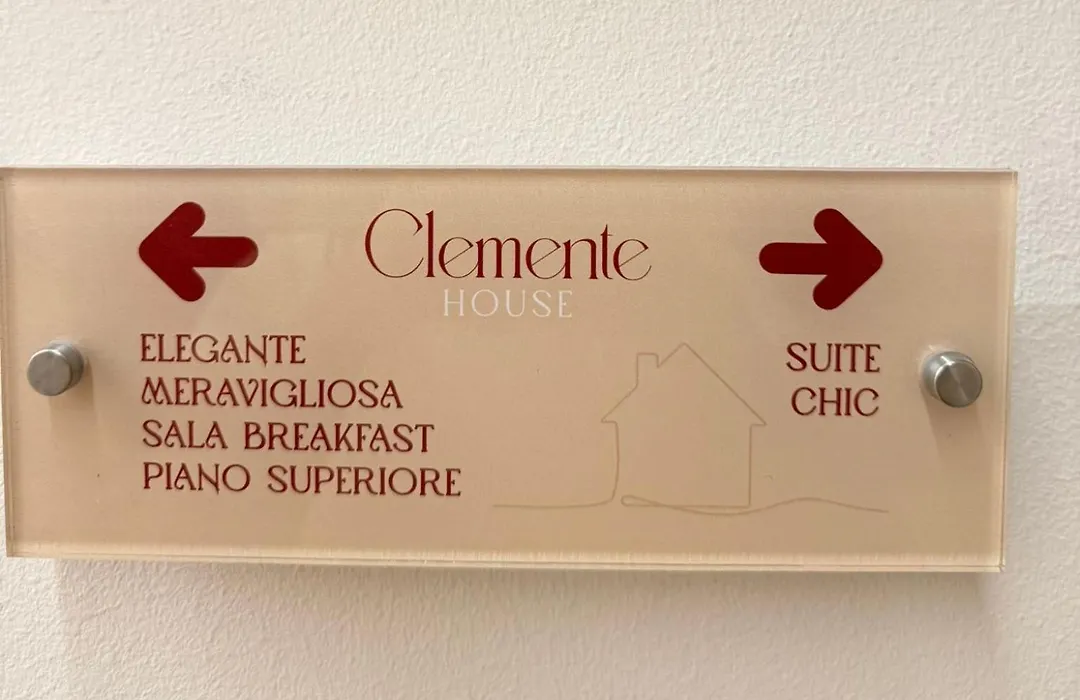 Clemente
HOUSE
ELEGANTE
MERAVIGLIOSA
SALA BREAKFAST
PIANO SUPERIORE
SUITE
CHIC